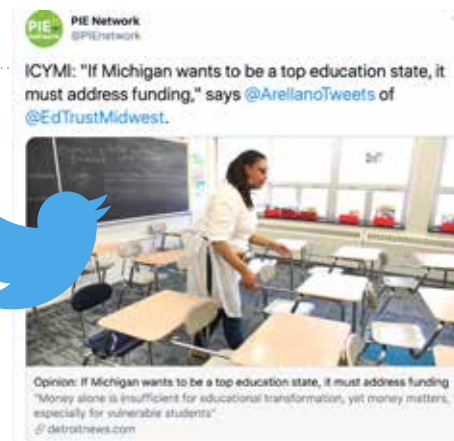 PIE
network
PIE Network
@PIEnetwork
ICYMI: "If Michigan wants to be a top education state, it
must address funding," says @ArellanoTweets of
@EdTrustMidwest.
Opinion: If Michigan wants to be a top education state, it must address funding
"Money alone is insufficient for educational transformation, yet money matters,
especially for vulnerable students"
detroitnews.com